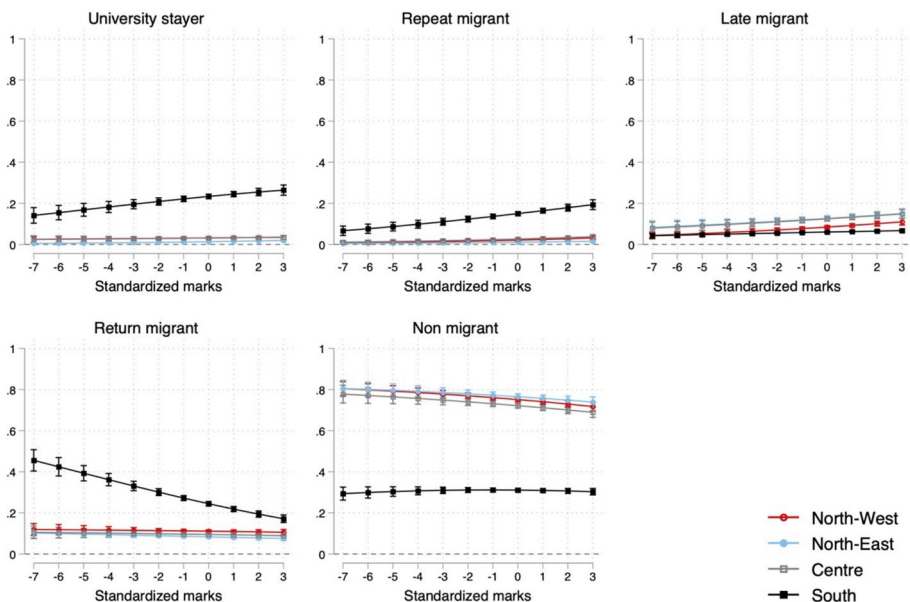 University stayer
1
.8
.6
.4
.2
0
-7 -6 -5 -4 -3 -2 -1 0 1 2 3
Standardized marks
Repeat migrant
1
.8
.6
.4
.2
0
-7 -6 -5 -4 -3 -2 -1 0 1 2 3
Standardized marks
Late migrant
1
.8
.6
.4
.2
0
-7 -6 -5 -4 -3 -2 -1 0 1 2 3
Standardized marks
Return migrant
1
.8
.6
.4
.2
0
-7 -6 -5 -4 -3 -2 -1 0 1 2 3
Standardized marks
Non migrant
1
.8
.6
.4
.2
0
-7 -6 -5 -4 -3 -2 -1 0 1 2 3
Standardized marks
North-West
North-East
Centre
South